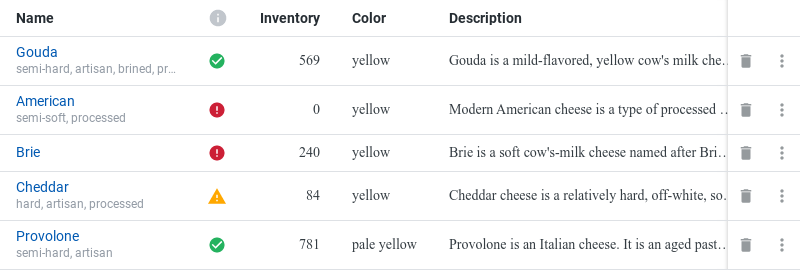 Name Inventory Color Description
Gouda 569 yellow Gouda is a mild-flavored, yellow cow's milk che...
semi-hard, artisan, brined, pr...
American 0 yellow Modern American cheese is a type of processed ...
semi-soft, processed
Brie 240 yellow Brie is a soft cow's-milk cheese named after Bri...
Cheddar 84 yellow Cheddar cheese is a relatively hard, off-white, so...
hard, artisan, processed
Provolone 781 pale yellow Provolone is an Italian cheese. It is an aged past...
semi-hard, artisan